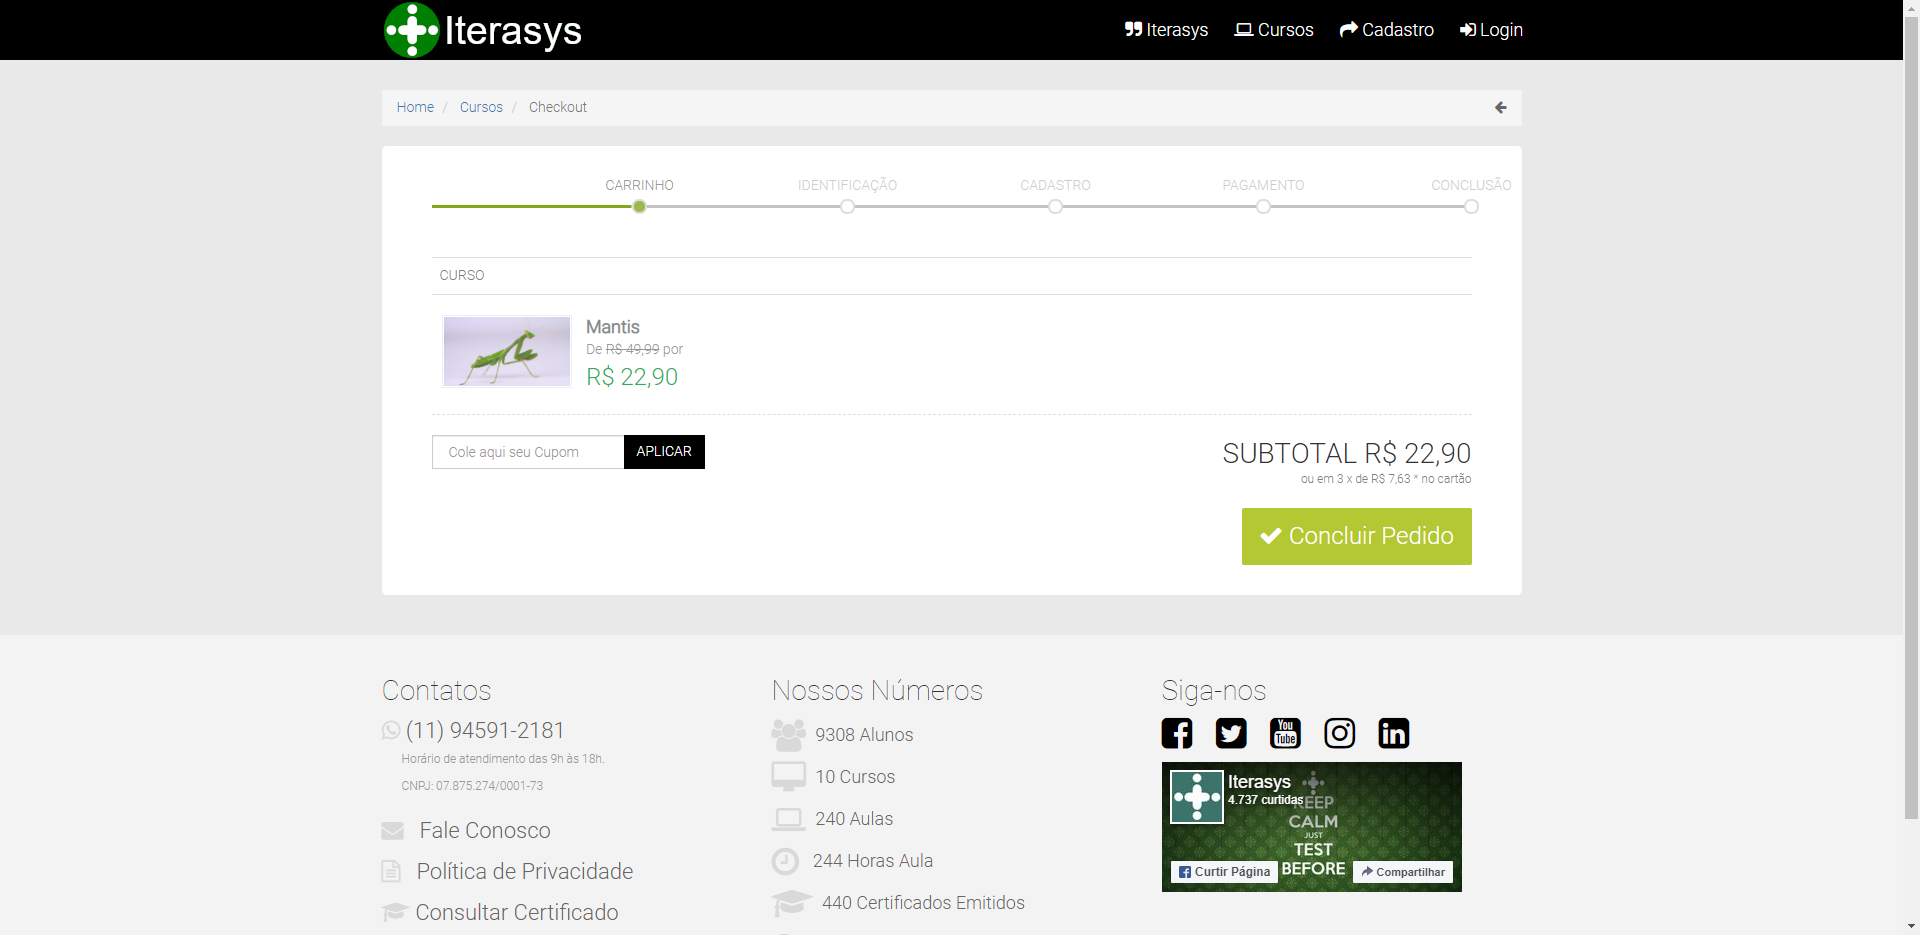 Iterasys
Iterasys
Cursos
Cadastro
Login
Home / Cursos / Checkout
CARRINHO
IDENTIFICAÇÃO
CADASTRO
PAGAMENTO
CONCLUSÃO
CURSO
Mantis
De R$ 49,99 por
R$ 22,90
Cole aqui seu Cupom
APLICAR
SUBTOTAL R$ 22,90
ou em 3 x de R$ 7,63 * no cartão
Concluir Pedido
Contatos
(11) 94591-2181
Horário de atendimento das 9h às 18h.
CNPJ: 07.875.274/0001-73
Fale Conosco
Política de Privacidade
Consultar Certificado
Nossos Números
9308 Alunos
10 Cursos
240 Aulas
244 Horas Aula
440 Certificados Emitidos
Siga-nos
You
Tube
Iterasys
4.737 curtidas
KEEP
CALM
JUST
TEST
BEFORE
Curtir Página
Compartilhar